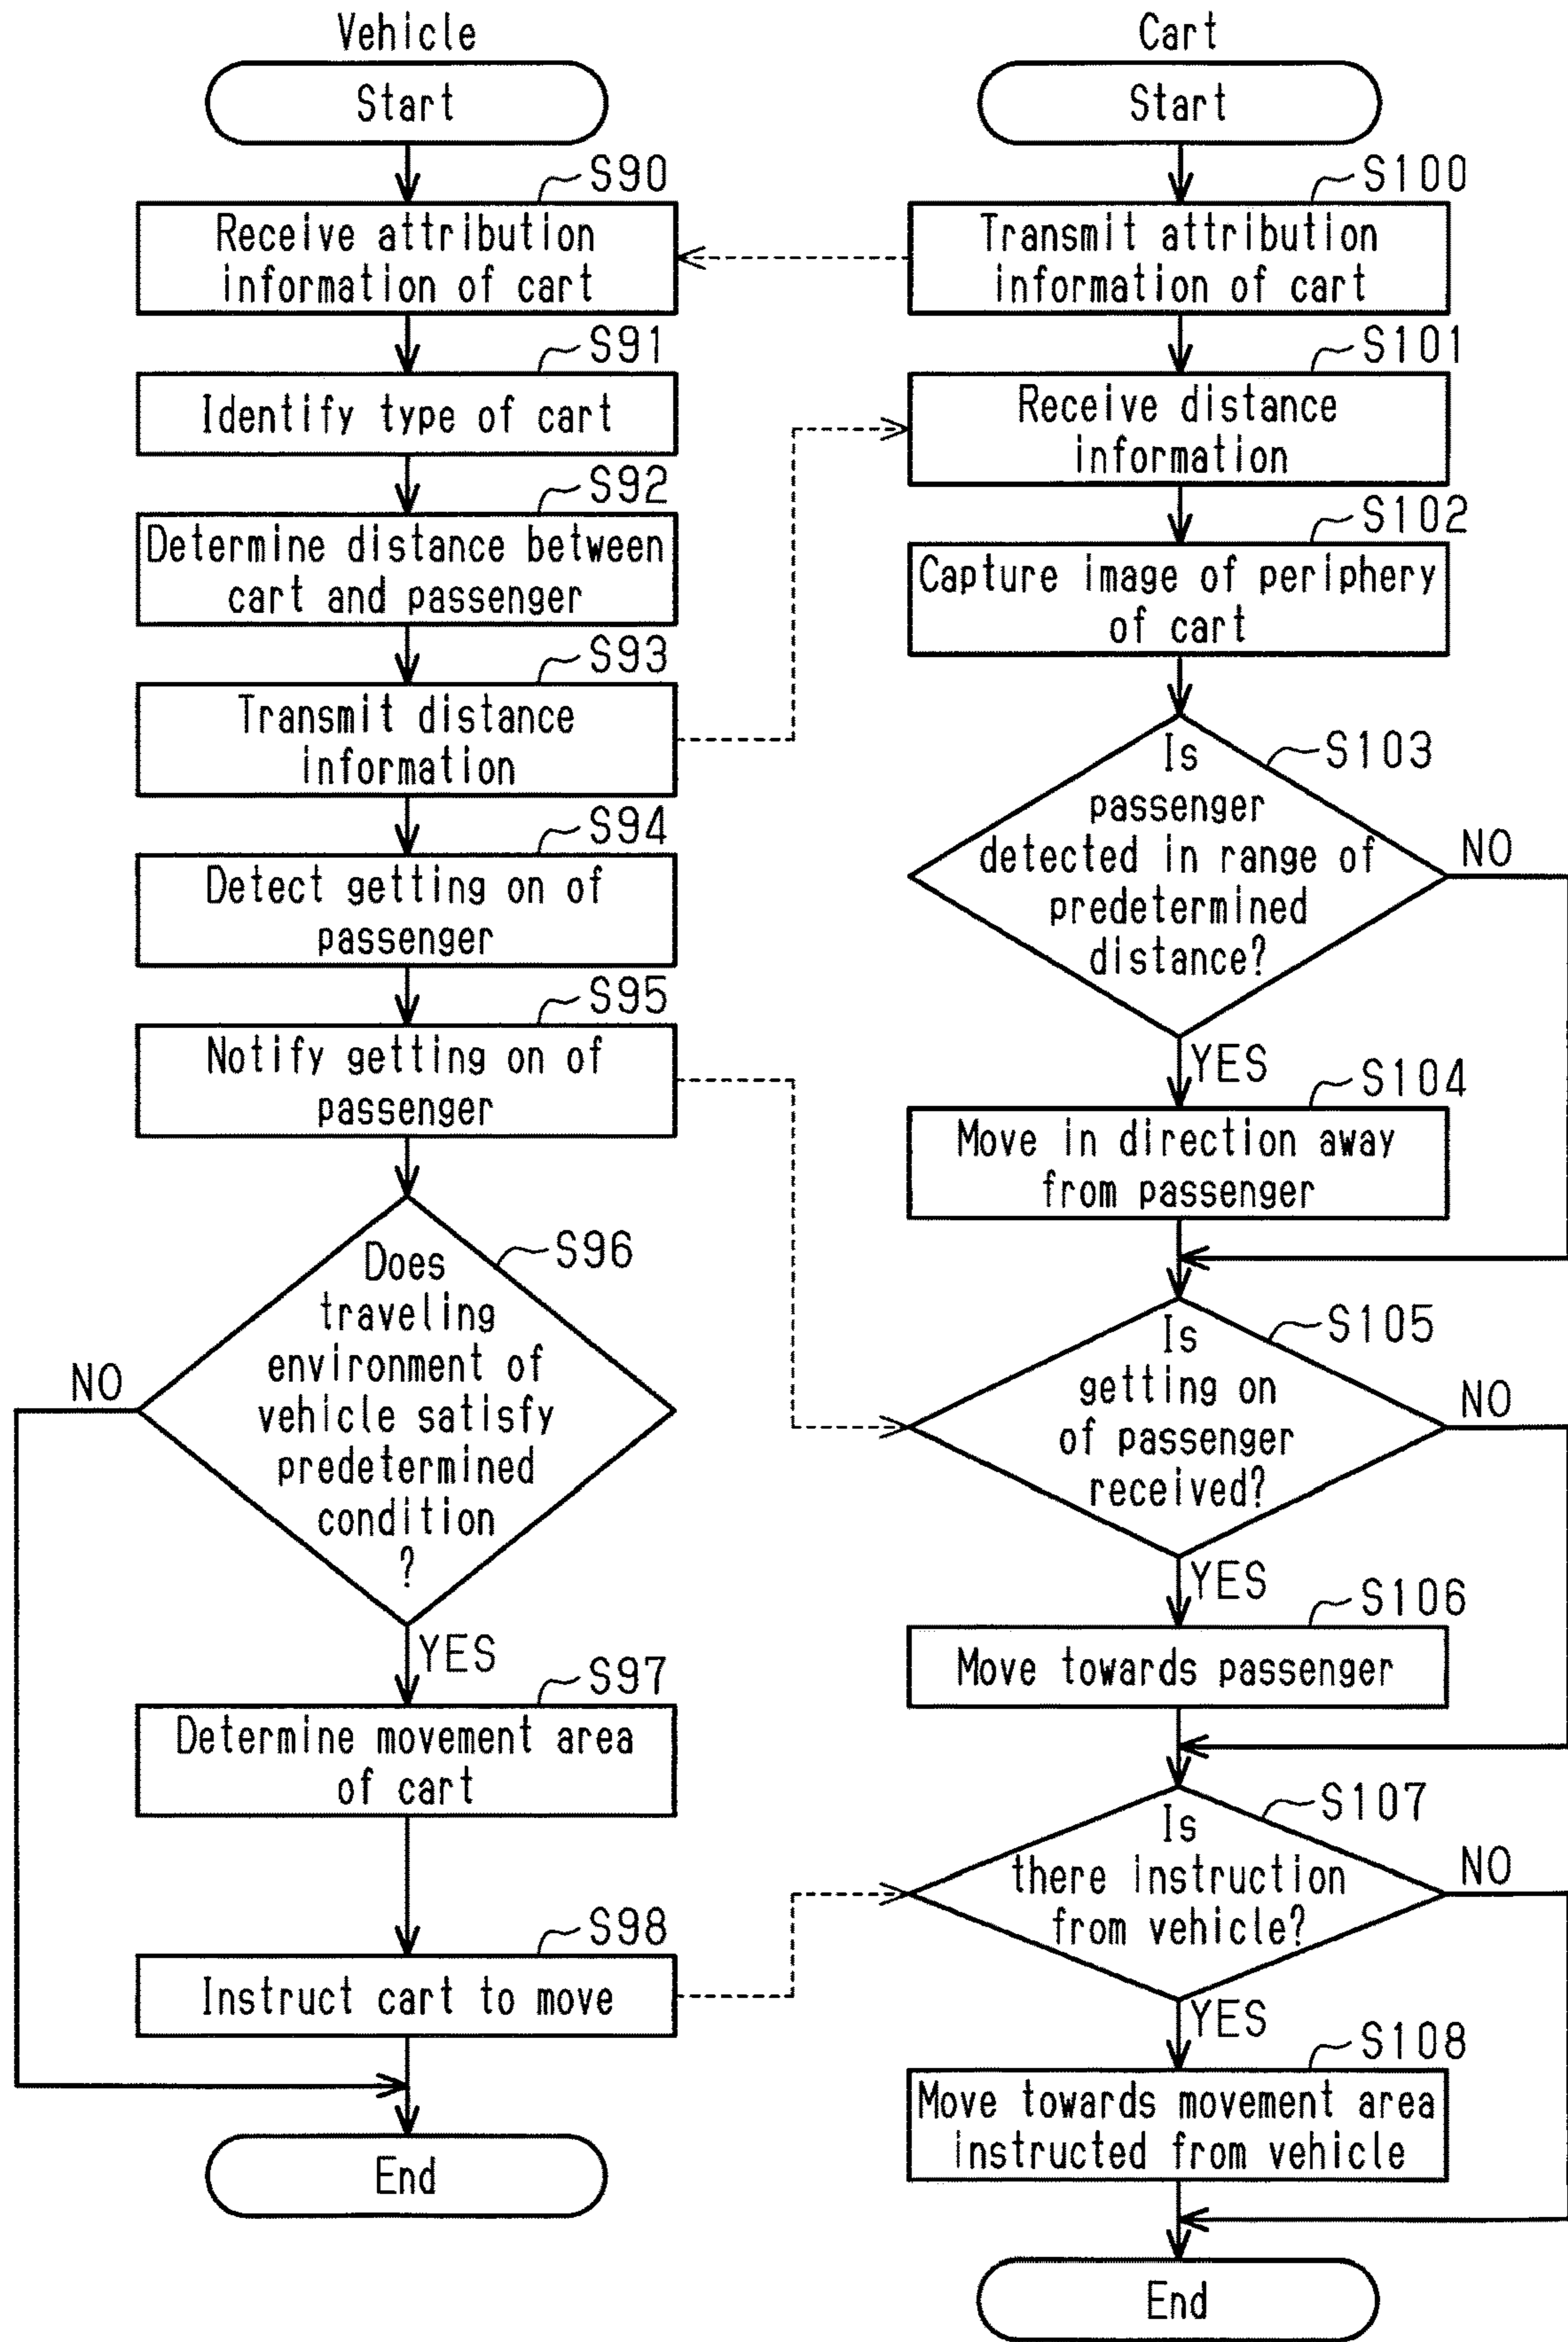 Vehicle
Start
S90
Receive attribution
information of cart
S91
Identify type of cart
S92
Determine distance between
cart and passenger
S93
Transmit distance
information
S94
Detect getting on of
passenger
S95
Notify getting on of
passenger
S96
Does
traveling
environment of
vehicle satisfy
predetermined
condition
?
NO
YES
S97
Determine movement area
of cart
S98
Instruct cart to move
End
Cart
Start
S100
Transmit attribution
information of cart
S101
Receive distance
information
S102
Capture image of periphery
of cart
S103
Is
passenger
detected in range of
predetermined
distance?
NO
YES
S104
Move in direction away
from passenger
S105
Is
getting on
of passenger
received?
NO
YES
S106
Move towards passenger
S107
Is
there instruction
from vehicle?
NO
YES
S108
Move towards movement area
instructed from vehicle
End